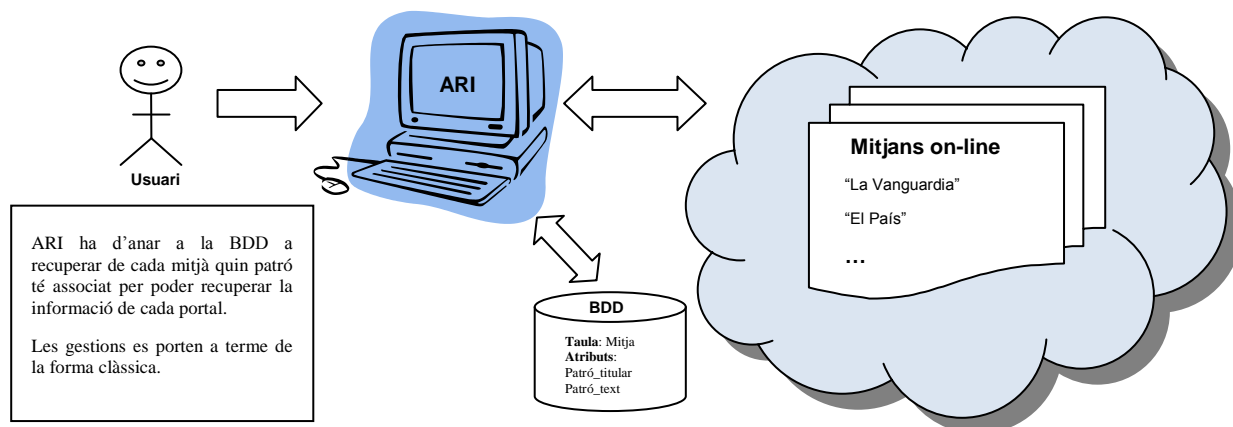 Usuari
ARI
Mitjans on-line
“La Vanguardia”
“El País”
…
ARI ha d’anar a la BDD a
recuperar de cada mitjà quin patró
té associat per poder recuperar la
informació de cada portal.
Les gestions es porten a terme de
la forma clàssica.
BDD
Taula: Mitja
Atributs:
Patró_titular
Patró_text